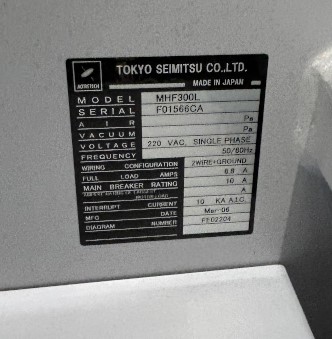 TOKYO SEIMITSU CO.,LTD.
ACCRETECH
MADE IN JAPAN
MODEL MHF300L
SERIAL F01566CA
AIR Pa
VACUUM Pa
VOLTAGE 220 VAC, SINGLE PHASE
FREQUENCY 50/60Hz
WIRING CONFIGURATION 2WIRE+GROUND
FULL LOAD AMPS 6.8 A
MAIN BREAKER RATING 10 A
INTERRUPT CURRENT 10 KA A.I.C.
MFG DATE Mar-06
DIAGRAM NUMBER